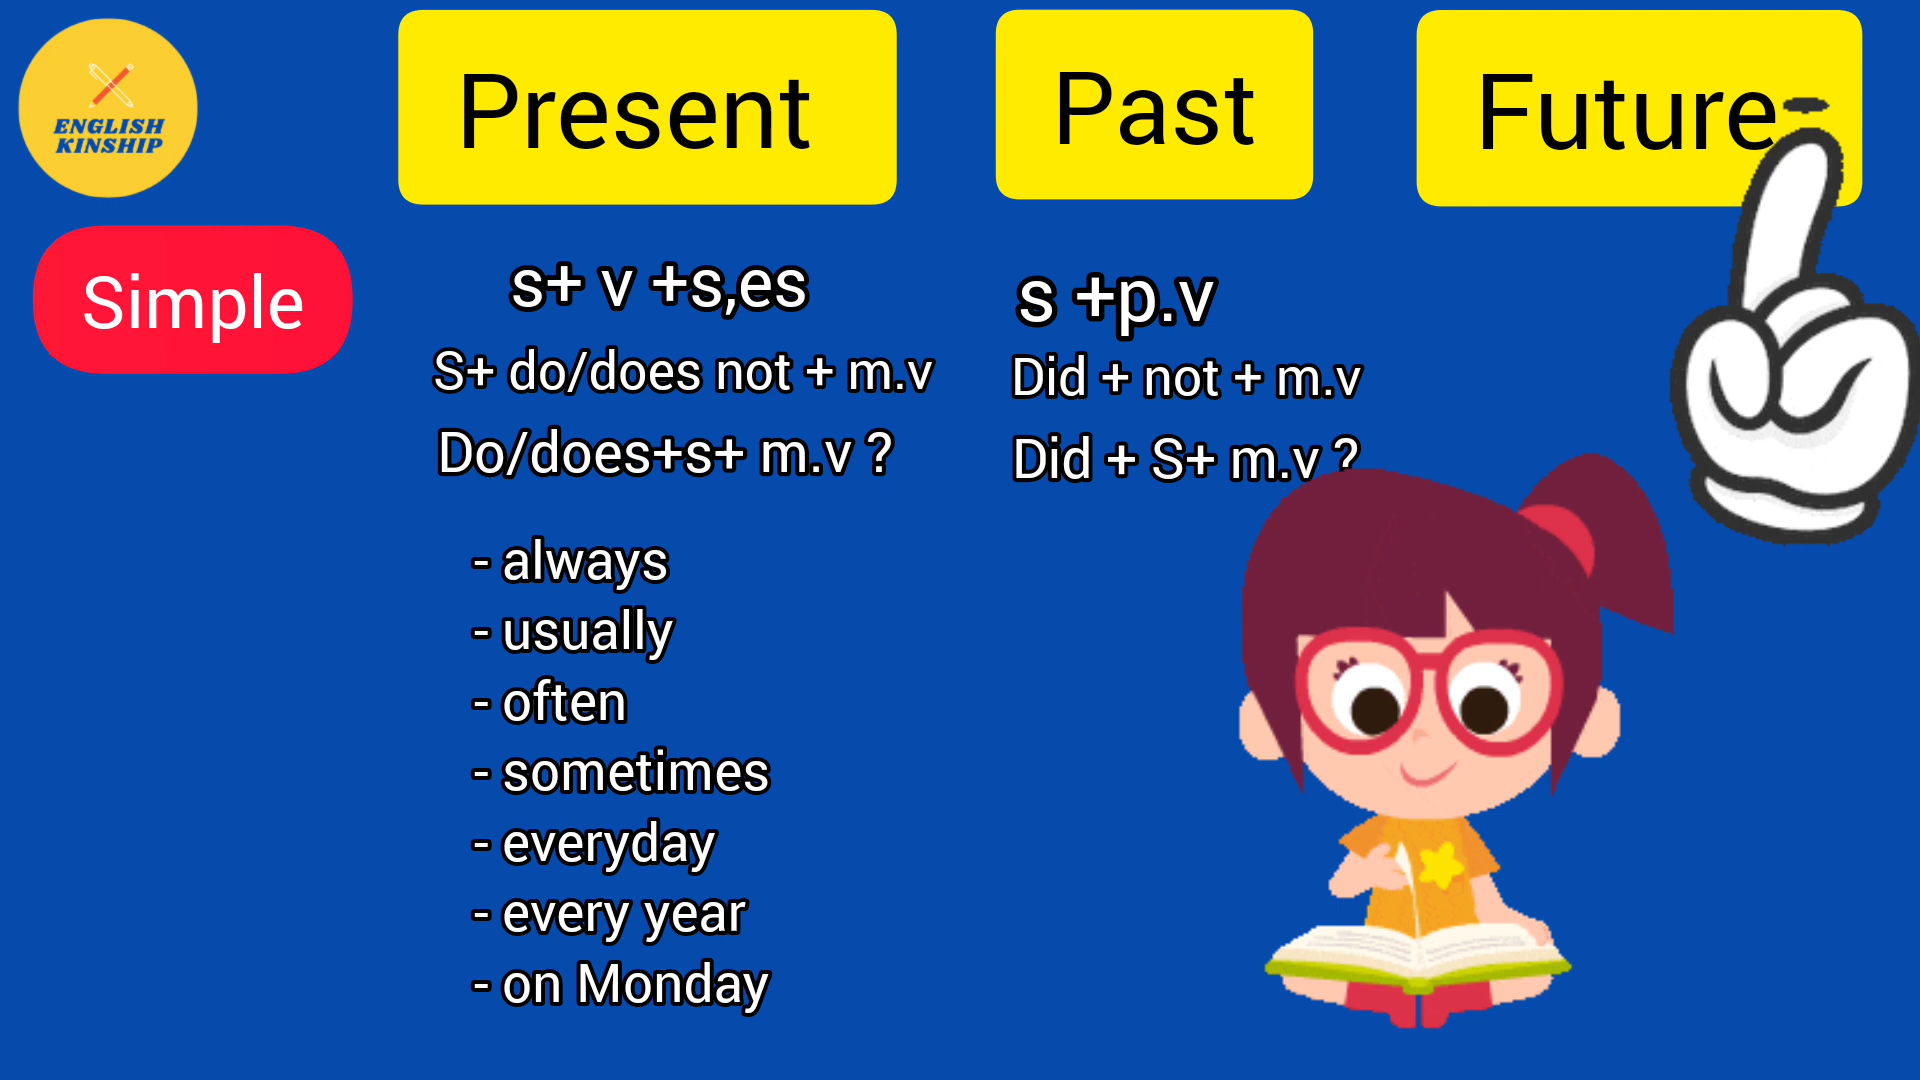 ENGLISH
KINSHIP
Present
Past
Future
Simple
s+ v +s,es
S+ do/does not + m.v
Do/does+s+ m.v ?
- always
- usually
- often
- sometimes
- everyday
- every year
- on Monday
s +p.v
Did + not + m.v
Did + S+ m.v ?